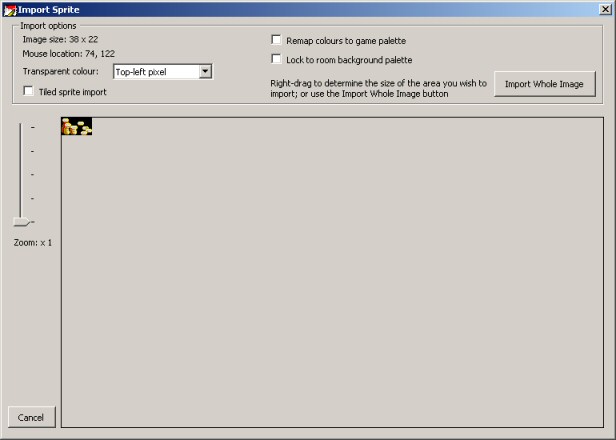 Import Sprite
Import options
Image size: 38 x 22
Mouse location: 74, 122
Transparent colour: Top-left pixel
Tiled sprite import
Remap colours to game palette
Lock to room background palette
Right-drag to determine the size of the area you wish to
import; or use the Import Whole Image button
Import Whole Image
Zoom: x 1
Cancel